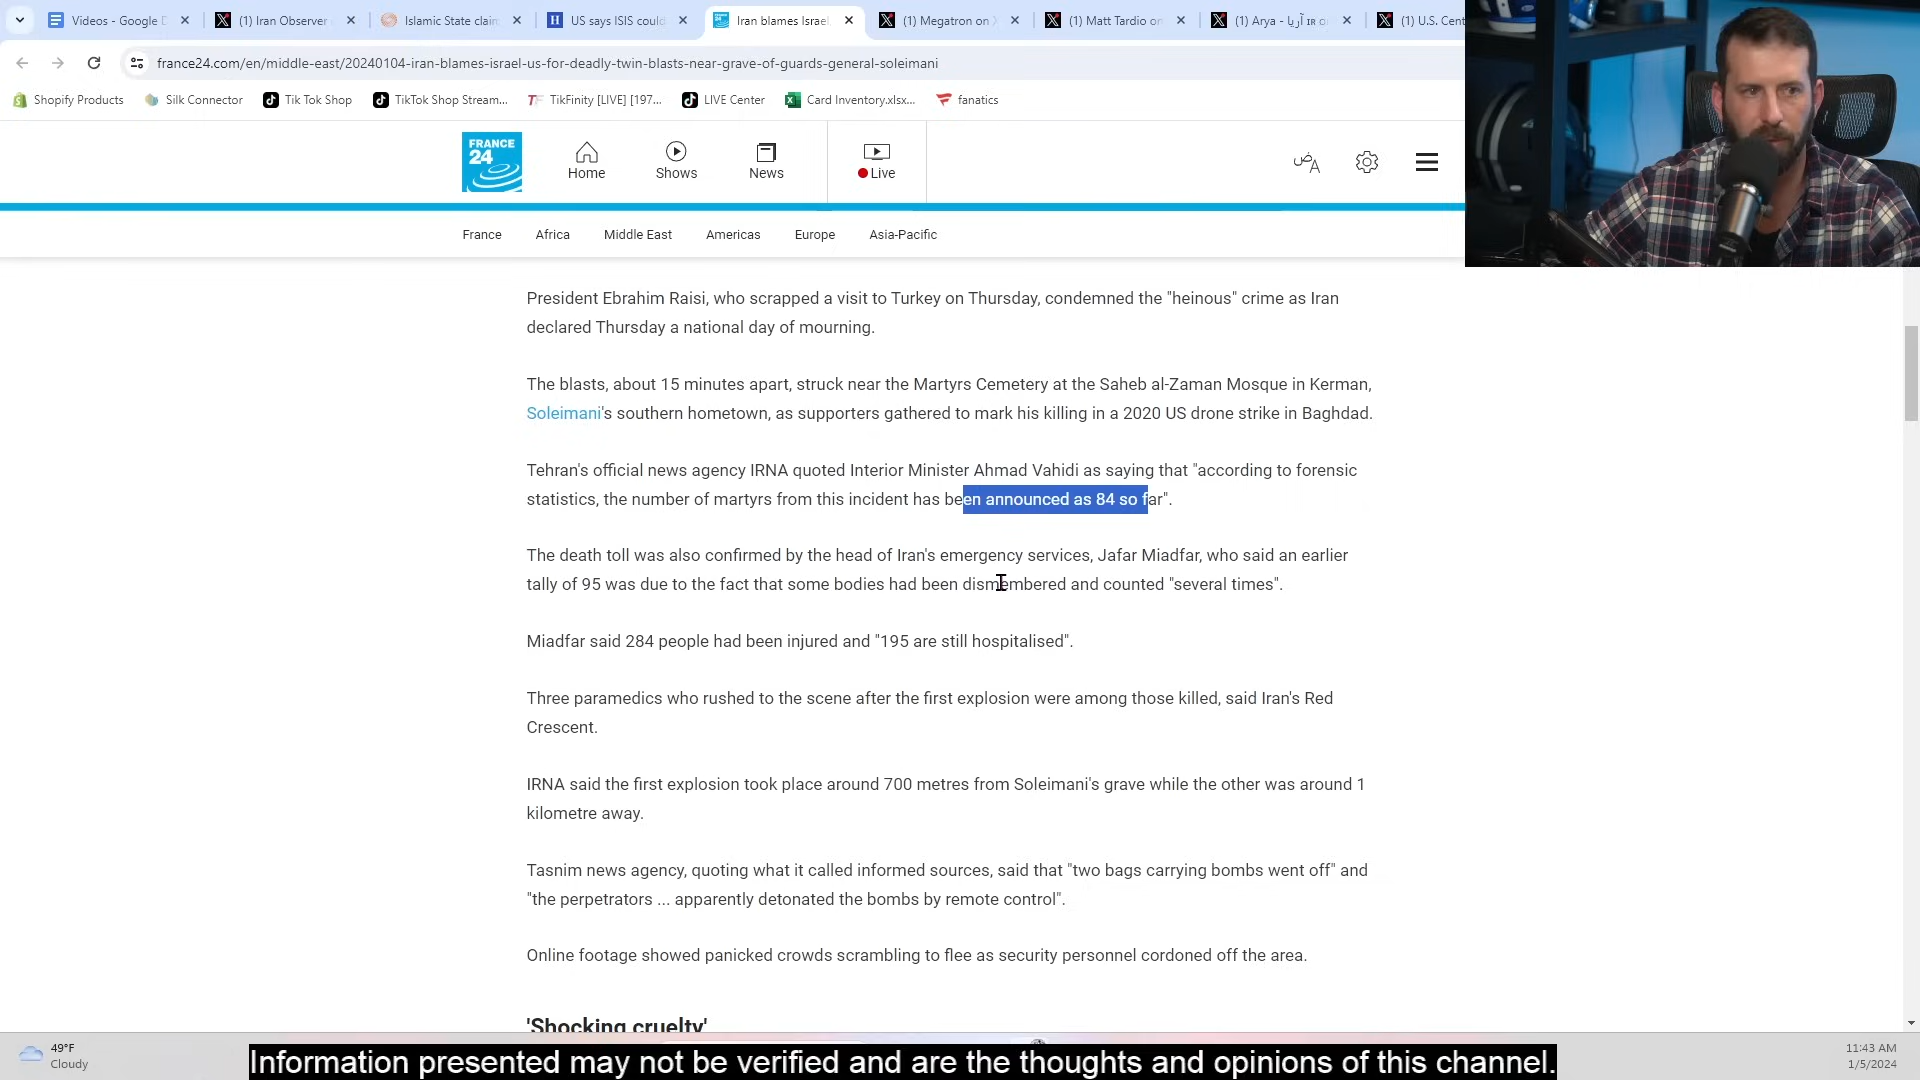 Videos - Google D
(1) Iran Observer
Islamic State clain
US says ISIS could
Iran blames Israel
(1) Megatron on X
(1) Matt Tardio on
(1) Arya - آریا IR o
(1) U.S. Cent
france24.com/en/middle-east/20240104-iran-blames-israel-us-for-deadly-twin-blasts-near-grave-of-guards-general-soleimani
Shopify Products
Silk Connector
Tik Tok Shop
TikTok Shop Stream...
TikFinity [LIVE] [197...
LIVE Center
Card Inventory.xlsx...
fanatics
FRANCE
24
Home
Shows
News
Live
France
Africa
Middle East
Americas
Europe
Asia-Pacific
President Ebrahim Raisi, who scrapped a visit to Turkey on Thursday, condemned the "heinous" crime as Iran
declared Thursday a national day of mourning.
The blasts, about 15 minutes apart, struck near the Martyrs Cemetery at the Saheb al-Zaman Mosque in Kerman,
Soleimani's southern hometown, as supporters gathered to mark his killing in a 2020 US drone strike in Baghdad.
Tehran's official news agency IRNA quoted Interior Minister Ahmad Vahidi as saying that "according to forensic
statistics, the number of martyrs from this incident has been announced as 84 so far".
The death toll was also confirmed by the head of Iran's emergency services, Jafar Miadfar, who said an earlier
tally of 95 was due to the fact that some bodies had been dismembered and counted "several times".
Miadfar said 284 people had been injured and "195 are still hospitalised".
Three paramedics who rushed to the scene after the first explosion were among those killed, said Iran's Red
Crescent.
IRNA said the first explosion took place around 700 metres from Soleimani's grave while the other was around 1
kilometre away.
Tasnim news agency, quoting what it called informed sources, said that "two bags carrying bombs went off" and
"the perpetrators ... apparently detonated the bombs by remote control".
Online footage showed panicked crowds scrambling to flee as security personnel cordoned off the area.
'Shocking cruelty'
49°F
Cloudy
11:43 AM
1/5/2024
Information presented may not be verified and are the thoughts and opinions of this channel.